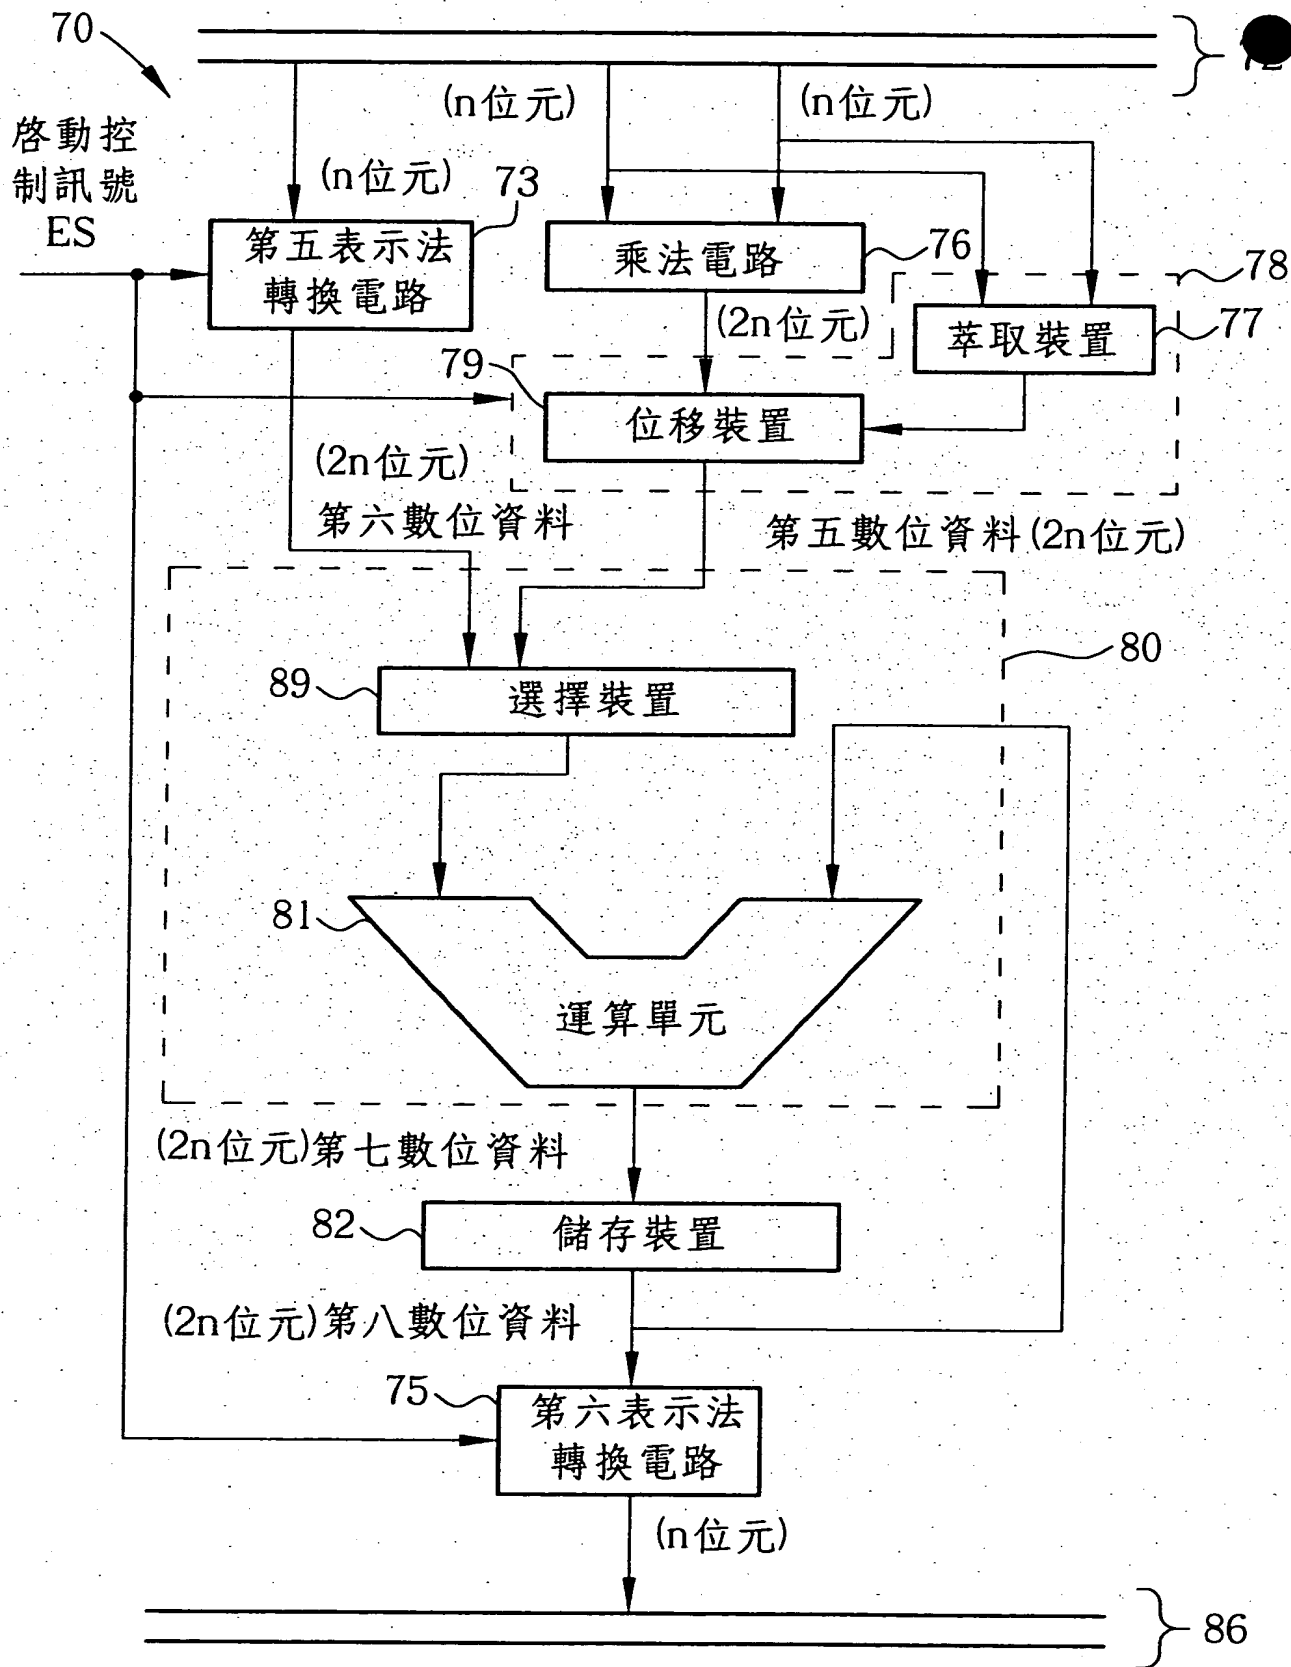 70
(n位元)
(n位元)
啓動控
制訊號
ES
(n位元)
73
第五表示法
轉換電路
乘法電路
76
78
(2n位元)
萃取裝置
77
79
位移裝置
(2n位元)
第六數位資料
第五數位資料(2n位元)
80
89
選擇裝置
81
運算單元
(2n位元)第七數位資料
82
儲存裝置
(2n位元)第八數位資料
75
第六表示法
轉換電路
(n位元)
86